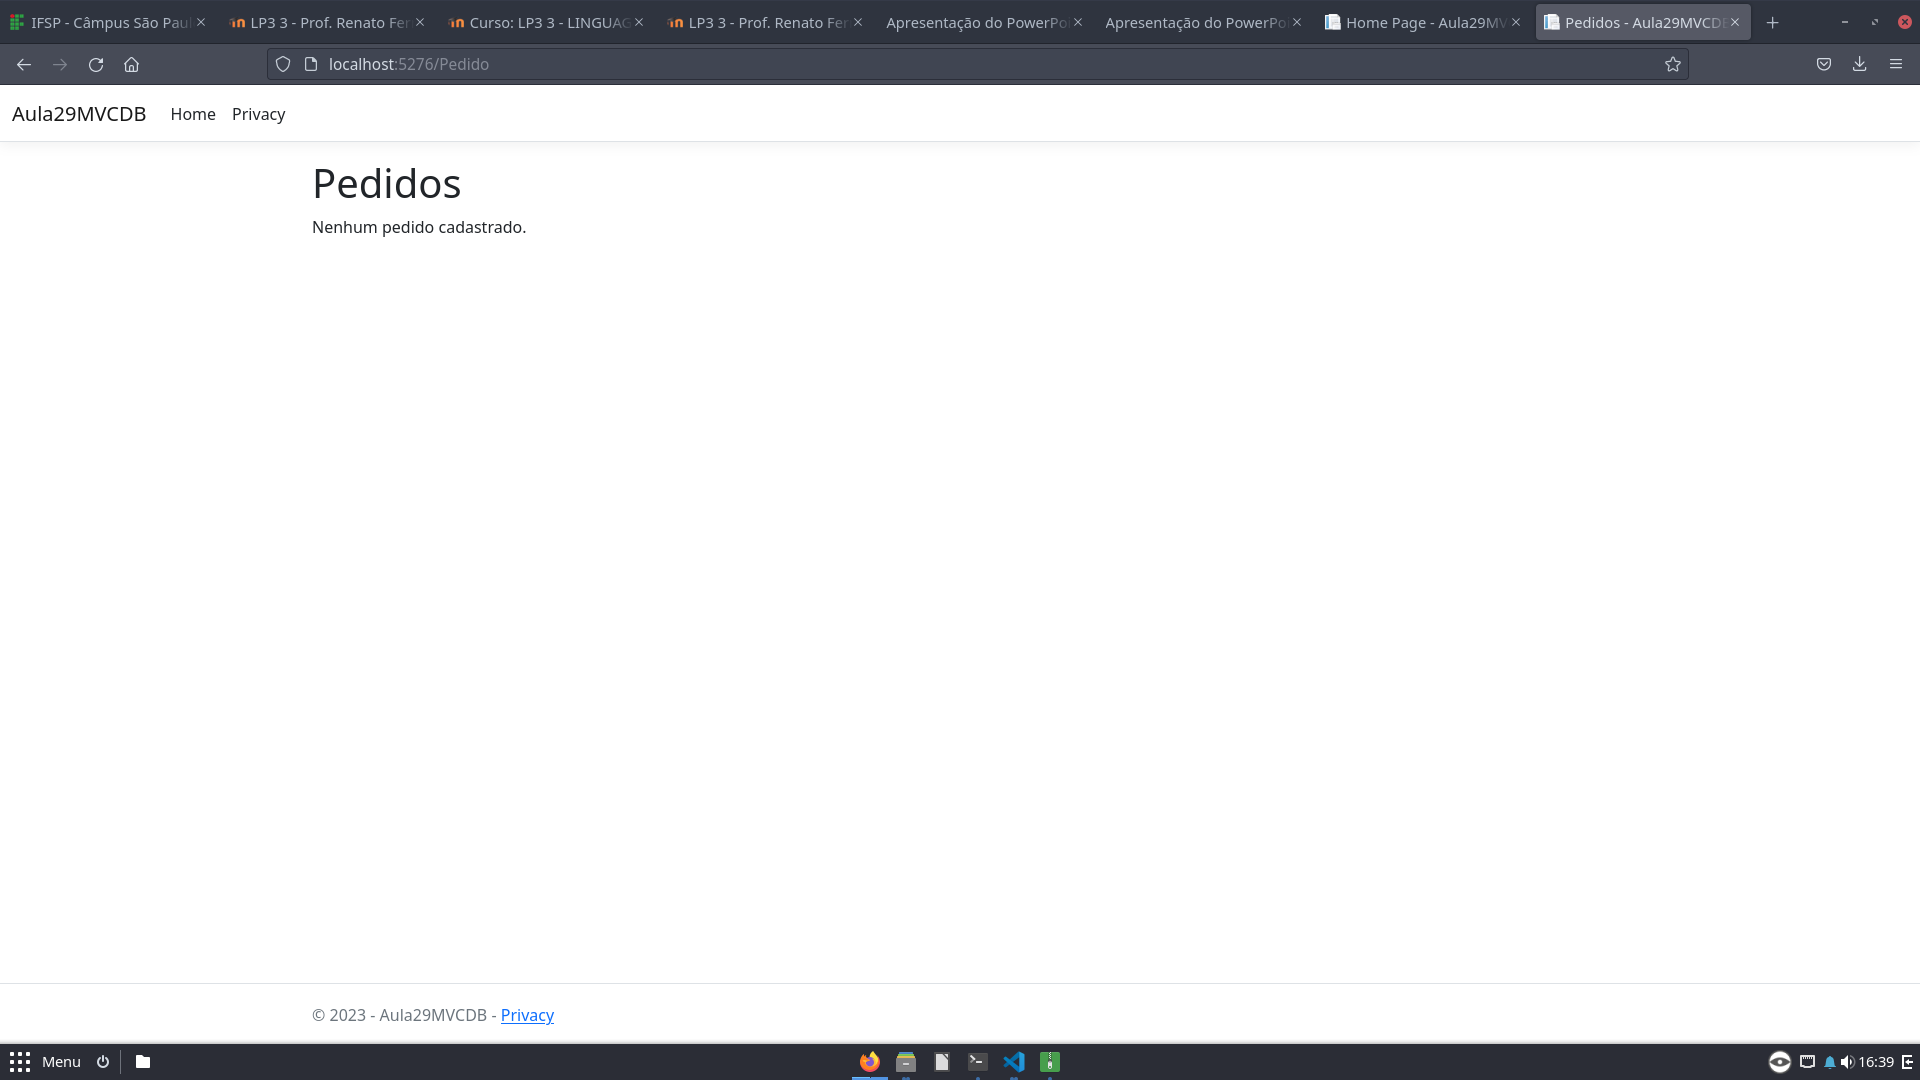 IFSP - Câmpus São Paul
LP3 3 - Prof. Renato Fer
Curso: LP3 3 - LINGUAG
LP3 3 - Prof. Renato Fer
Apresentação do PowerPoi
Apresentação do PowerPoi
Home Page - Aula29MV
Pedidos - Aula29MVCDB
localhost:5276/Pedido
Aula29MVCDB Home Privacy
Pedidos
Nenhum pedido cadastrado.
© 2023 - Aula29MVCDB - Privacy
Menu
16:39